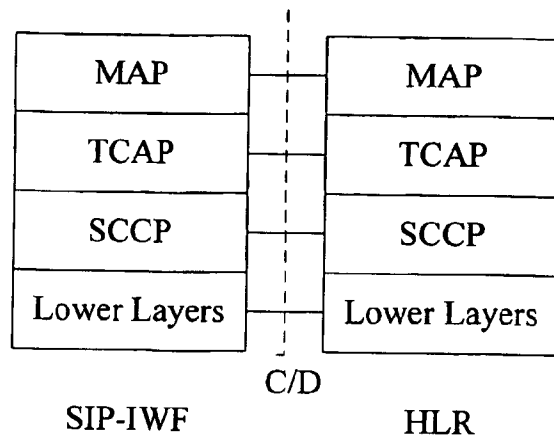 MAP MAP
TCAP TCAP
SCCP SCCP
Lower Layers Lower Layers
C/D
SIP-IWF HLR